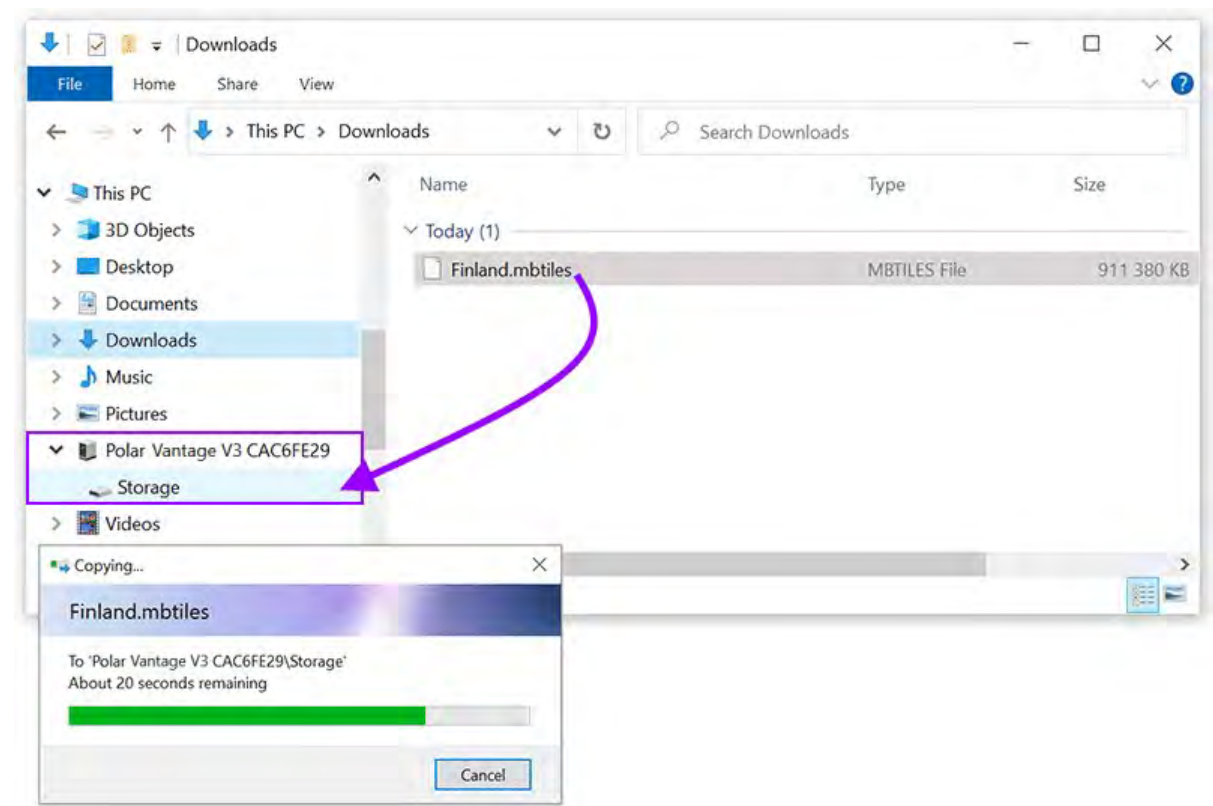 Downloads
File Home Share View
This PC > Downloads
Search Downloads
Name Type Size
This PC
3D Objects
Desktop
Documents
Downloads
Music
Pictures
Polar Vantage V3 CAC6FE29
Storage
Videos
Today (1)
Finland.mbtiles MBTILES File 911 380 KB
Copying...
Finland.mbtiles
To 'Polar Vantage V3 CAC6FE29\Storage'
About 20 seconds remaining
Cancel